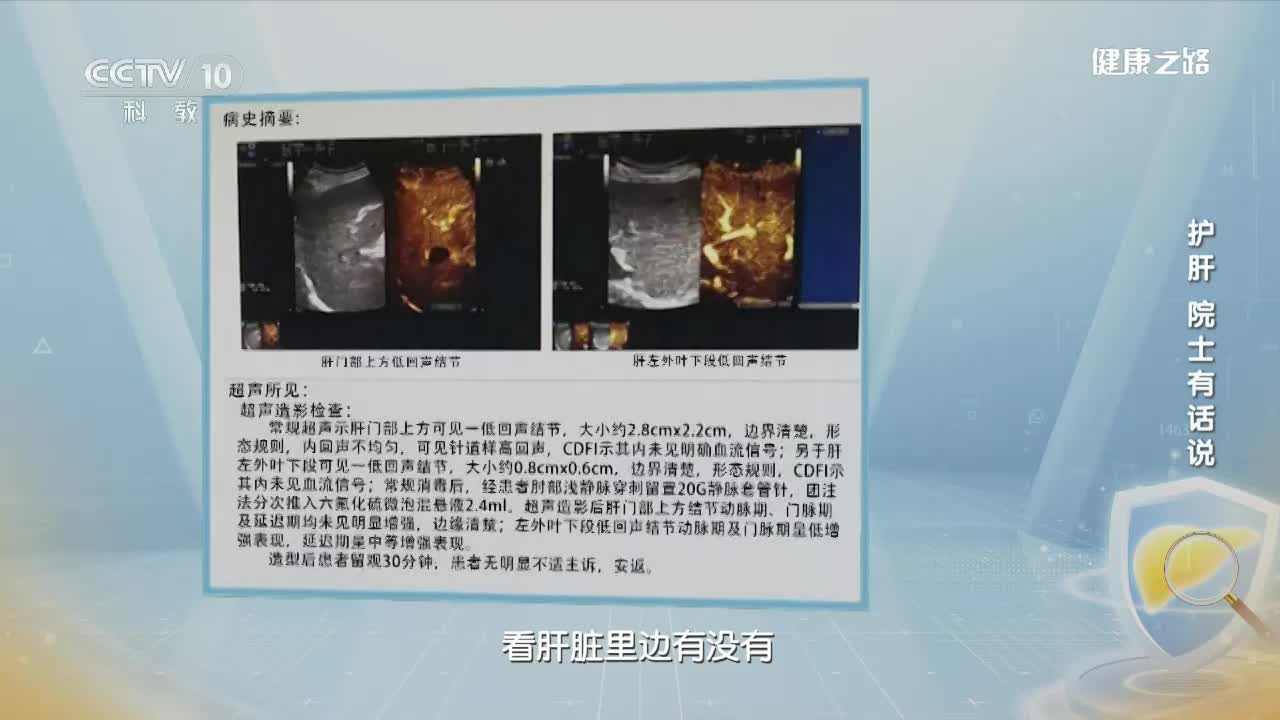 CCTV 10
科 教
健康之路
护肝 院士有话说
病史摘要：
肝门部上方低回声结节
肝左外叶下段低回声结节
超声所见：
超声造影检查：
常规超声示肝门部上方可见一低回声结节，大小约2.8cmx2.2cm，边界清楚，形
态规则，内回声不均匀，可见针道样高回声，CDFI示其内未见明确血流信号；另于肝
左外叶下段可见一低回声结节，大小约0.8cmx0.6cm，边界清楚，形态规则，CDFI示
其内未见血流信号；常规消毒后，经患者肘部浅静脉穿刺留置20G静脉套管针，团注
法分次推入六氟化硫微泡混悬液2.4ml。超声造影后肝门部上方结节动脉期、门脉期
及延迟期均未见明显增强，边缘清楚；左外叶下段低回声结节动脉期及门脉期呈低增
强表现，延迟期呈中等增强表现。
造型后患者留观30分钟，患者无明显不适主诉，安返。
看肝脏里边有没有